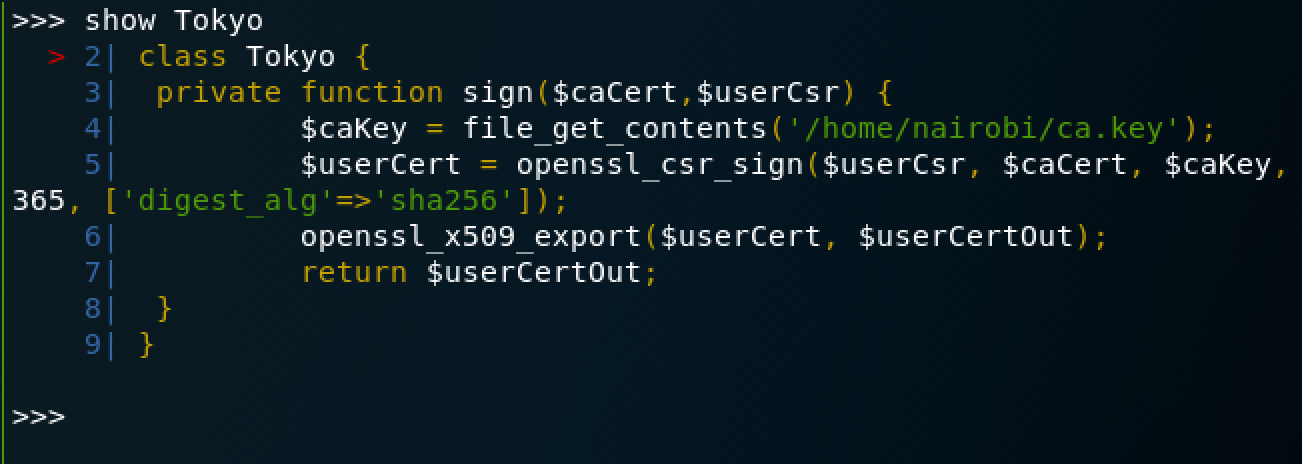 >>> show Tokyo
  > 2| class Tokyo {
    3|  private function sign($caCert,$userCsr) {
    4|          $caKey = file_get_contents('/home/nairobi/ca.key');
    5|          $userCert = openssl_csr_sign($userCsr, $caCert, $caKey,
365, ['digest_alg'=>'sha256']);
    6|          openssl_x509_export($userCert, $userCertOut);
    7|          return $userCertOut;
    8|  }
    9| }
>>>